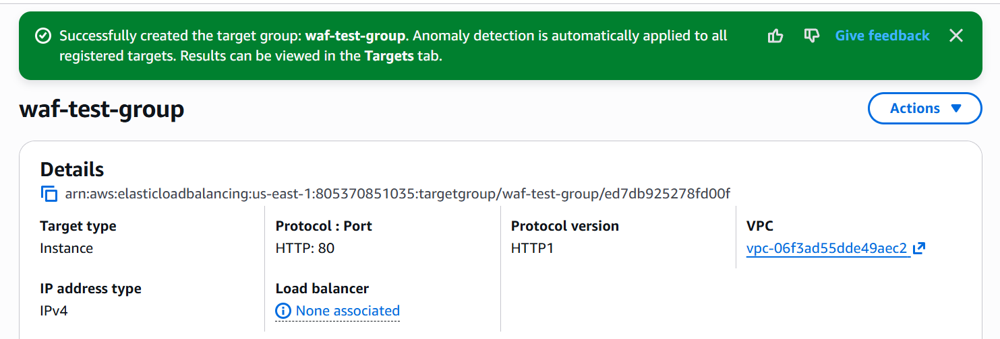 Successfully created the target group: waf-test-group. Anomaly detection is automatically applied to all
registered targets. Results can be viewed in the Targets tab.
Give feedback
waf-test-group
Actions
Details
arn:aws:elasticloadbalancing:us-east-1:805370851035:targetgroup/waf-test-group/ed7db925278fd00f
Target type
Instance
Protocol : Port
HTTP: 80
Protocol version
HTTP1
VPC
vpc-06f3ad55dde49aec2
IP address type
IPv4
Load balancer
None associated